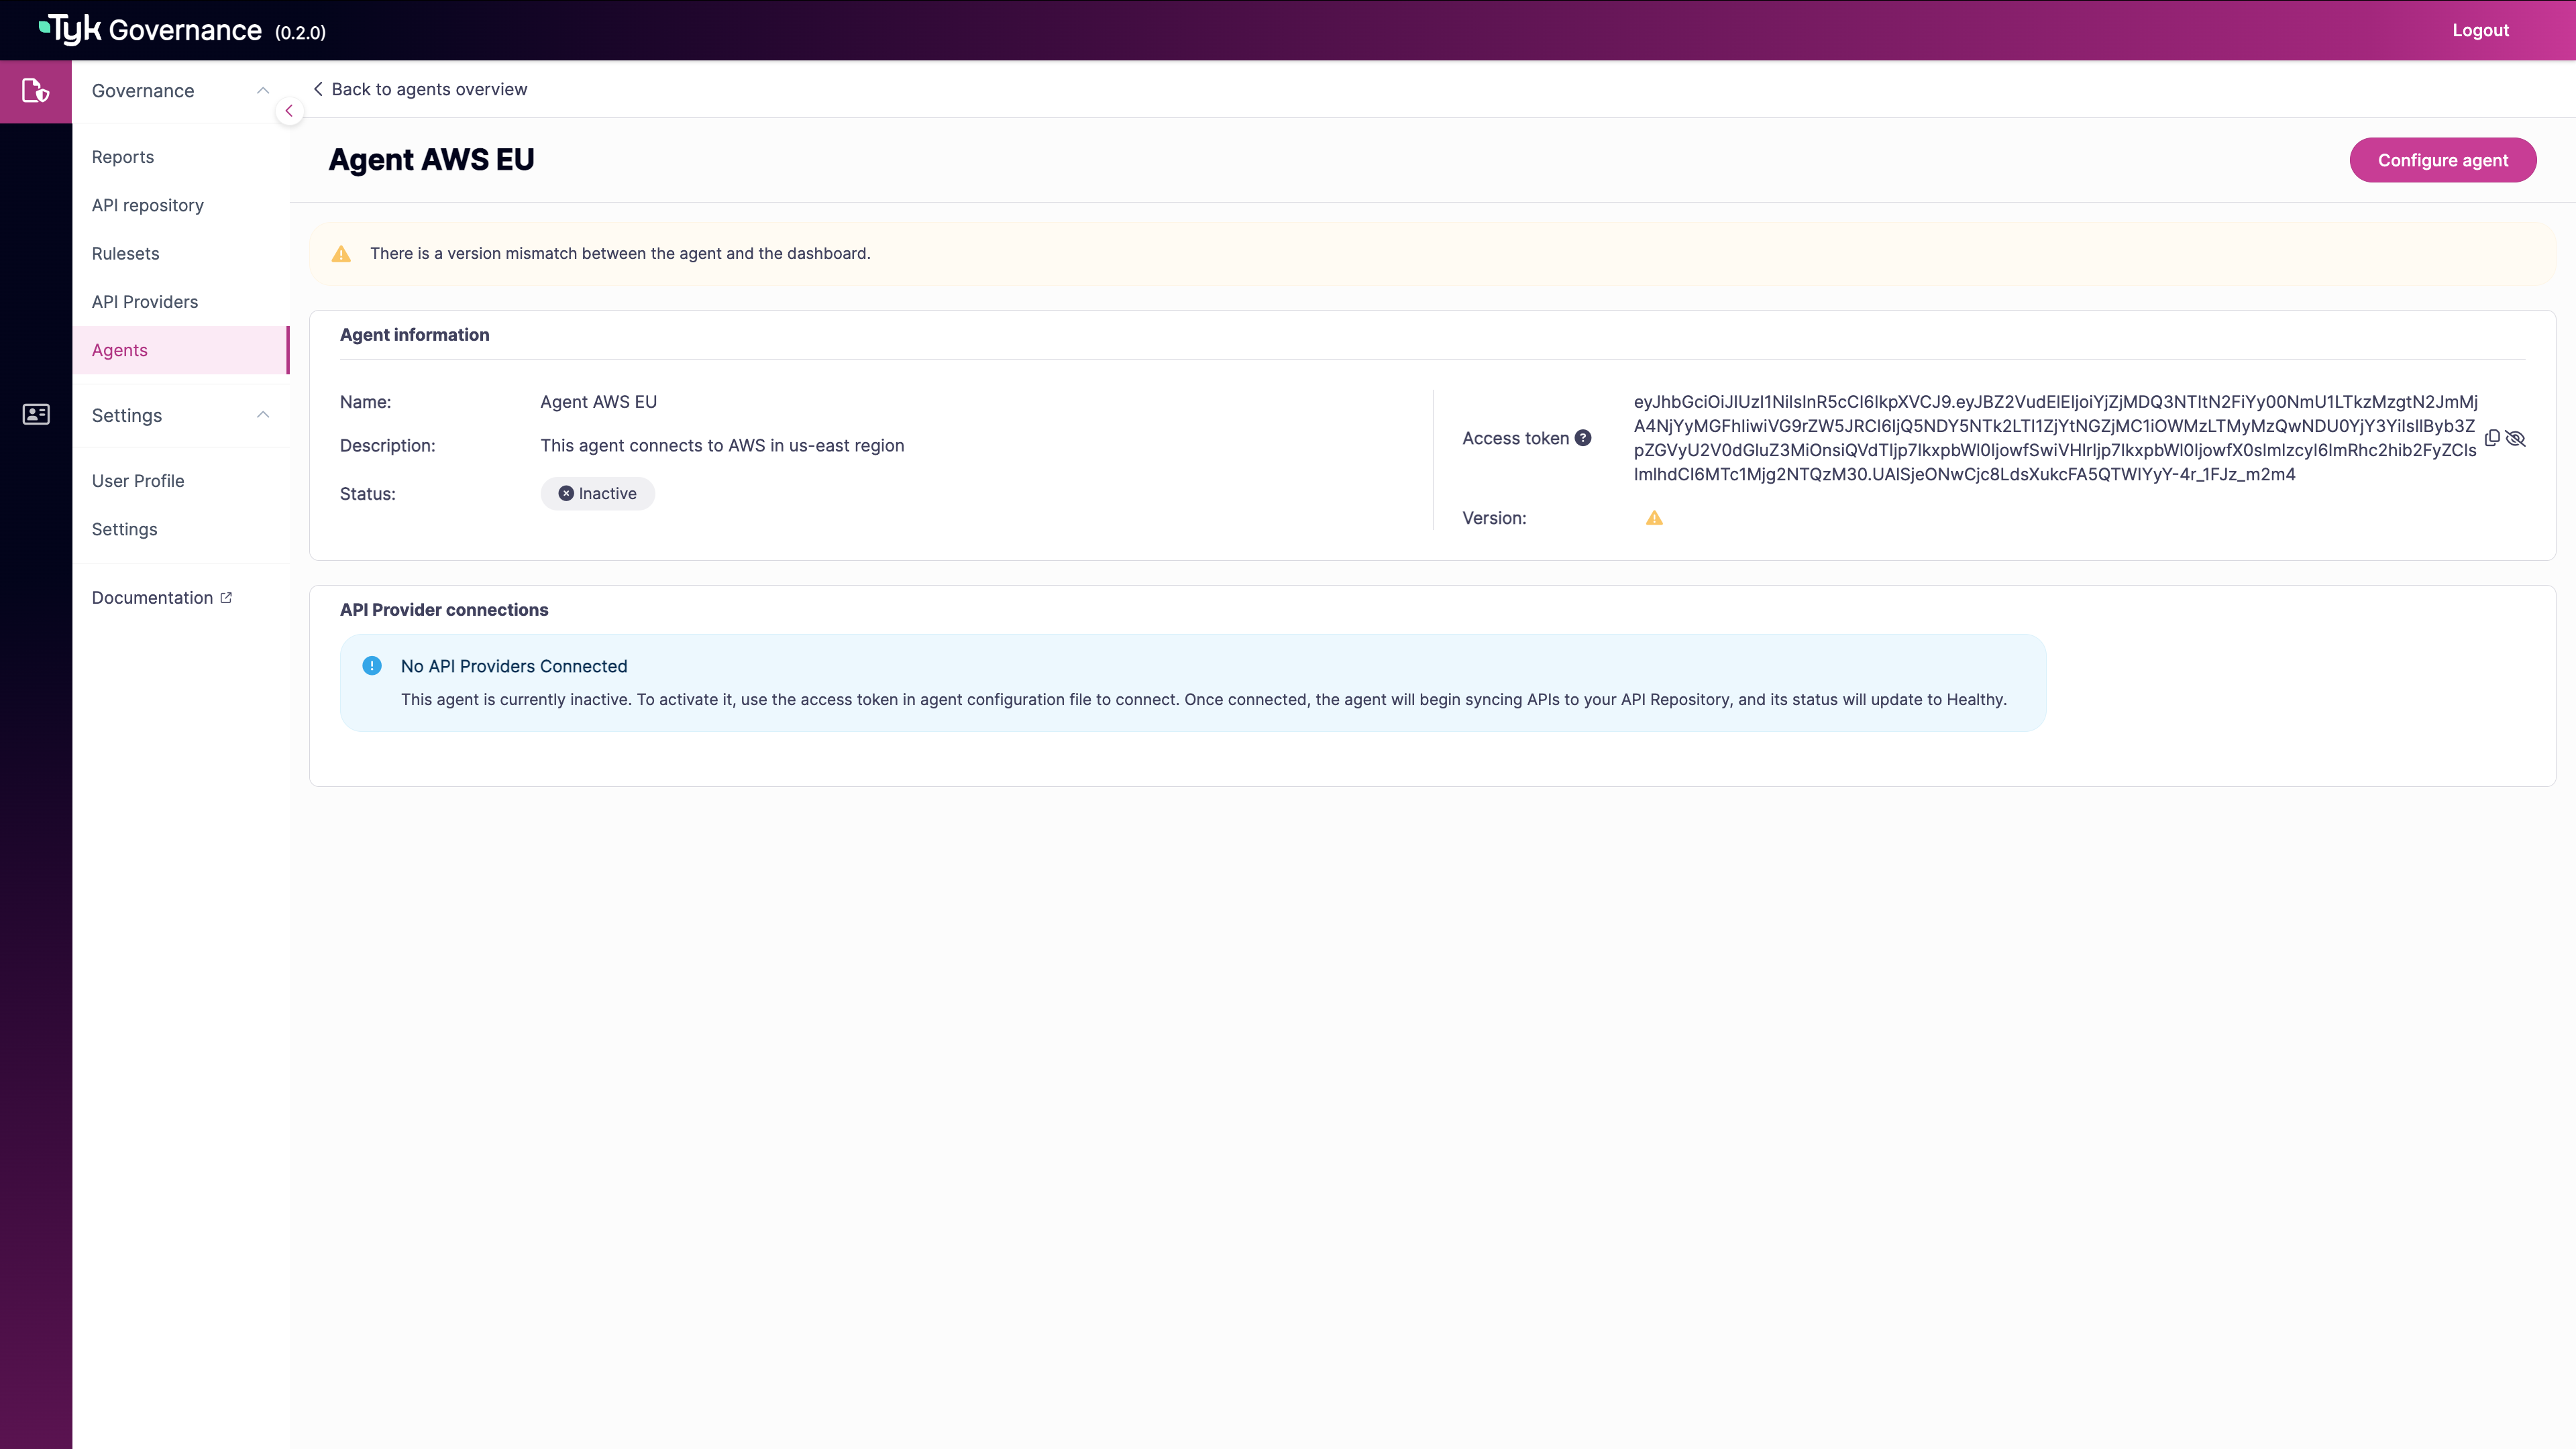 Tyk Governance (0.2.0)
Logout
Governance
Reports
API repository
Rulesets
API Providers
Agents
Settings
User Profile
Settings
Documentation
Back to agents overview
Agent AWS EU
Configure agent
There is a version mismatch between the agent and the dashboard.
Agent information
Name: Agent AWS EU
Description: This agent connects to AWS in us-east region
Status: Inactive
Access token
eyJhbGciOiJIUzI1NiIsInR5cCI6IkpXVCJ9.eyJBZ2VudElEIjoiYjZjMDQ3NTItN2FiYy00NmU1LTkzMzgtN2JmMj
A4NjYyMGFhIiwiVG9rZW5JRCI6IjQ5NDY5NTk2LTI1ZjYtNGZjMC1iOWMzLTMyMzQwNDU0YjY3YiIsIlByb3Z
pZGVyU2V0dGluZ3MiOnsiQVdTIjp7IkxpbWl0IjowfSwiVHlrIjp7IkxpbWl0IjowfX0sImlzcyI6ImRhc2hib2FyZCIs
ImlhdCI6MTc1Mjg2NTQzM30.UAlSjeONwCjc8LdsXukcFA5QTWIYyY-4r_1FJz_m2m4
Version:
API Provider connections
No API Providers Connected
This agent is currently inactive. To activate it, use the access token in agent configuration file to connect. Once connected, the agent will begin syncing APIs to your API Repository, and its status will update to Healthy.